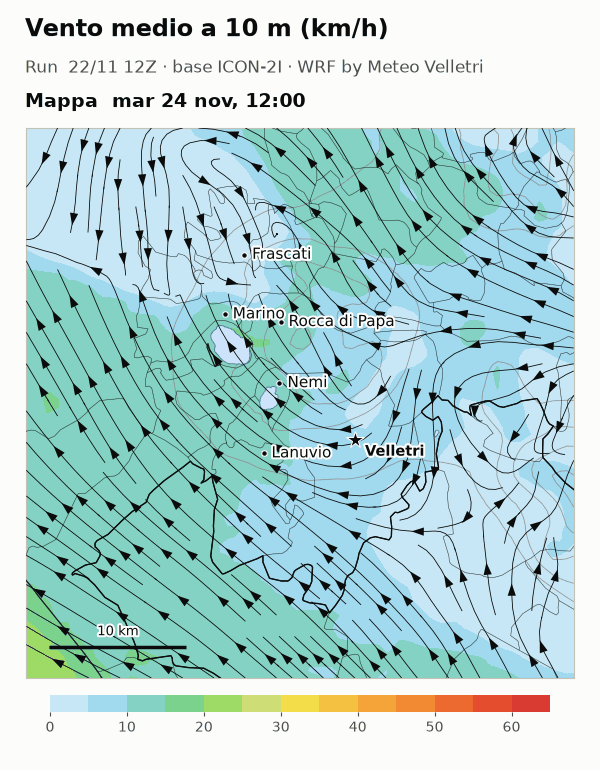 Vento medio a 10 m (km/h)
Run  22/11 12Z · base ICON-2I · WRF by Meteo Velletri
Mappa  mar 24 nov, 12:00
Frascati
Marino
Rocca di Papa
Nemi
Velletri
Lanuvio
10 km
0 10 20 30 40 50 60